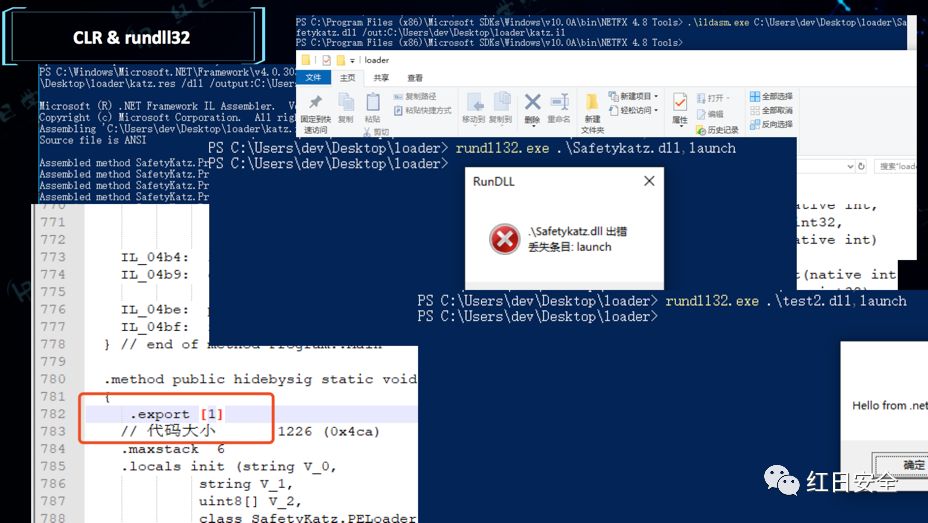 CLR & rundll32
PS C:\Program Files (x86)\Microsoft SDKs\Windows\v10.0A\bin\NETFX 4.8 Tools> .\ildasm.exe C:\Users\dev\Desktop\loader\Sa
fetykatz.dll /out:C:\Users\dev\Desktop\loader\katz.il
PS C:\Program Files (x86)\Microsoft SDKs\Windows\v10.0A\bin\NETFX 4.8 Tools>
PS C:\Windows\Microsoft.NET\Framework\v4.0.30
\Desktop\loader\katz.res /dll /output:C:\Users
Microsoft (R) .NET Framework IL Assembler.
Copyright (c) Microsoft Corporation. All rig
Assembling 'C:\Users\dev\Desktop\loader\katz.
Source file is ANSI
Assembled method SafetyKatz.Pr
Assembled method SafetyKatz.Pr
Assembled method SafetyKatz.Pr
Assembled method SafetyKatz.Pr
loader
文件 主页 共享 查看
固定到快速访问
复制
粘贴
复制路径
粘贴快捷方式
剪切
移动到
复制到
删除
重命名
新建文件夹
新建项目
轻松访问
属性
打开
编辑
历史记录
全部选择
全部取消
反向选择
搜索"loade
PS C:\Users\dev\Desktop\loader> rundll32.exe .\Safetykatz.dll,launch
PS C:\Users\dev\Desktop\loader>
RunDLL
.\Safetykatz.dll 出错
丢失条目: launch
ative int,
int32,
ative int)
t(native int
PS C:\Users\dev\Desktop\loader> rundll32.exe .\test2.dll,launch
PS C:\Users\dev\Desktop\loader>
Hello from .net
确定
770
771
772
773 IL_04b4:
774 IL_04b9:
775
776 IL_04be:
777 IL_04bf:
778 } // end of method Program::Main
779
780 .method public hidebysig static void
781 {
782 .export [1]
783 // 代码大小 1226 (0x4ca)
784 .maxstack 6
785 .locals init (string V_0,
786 string V_1,
787 uint8[] V_2,
788 class SafetyKatz.PELoader
红日安全